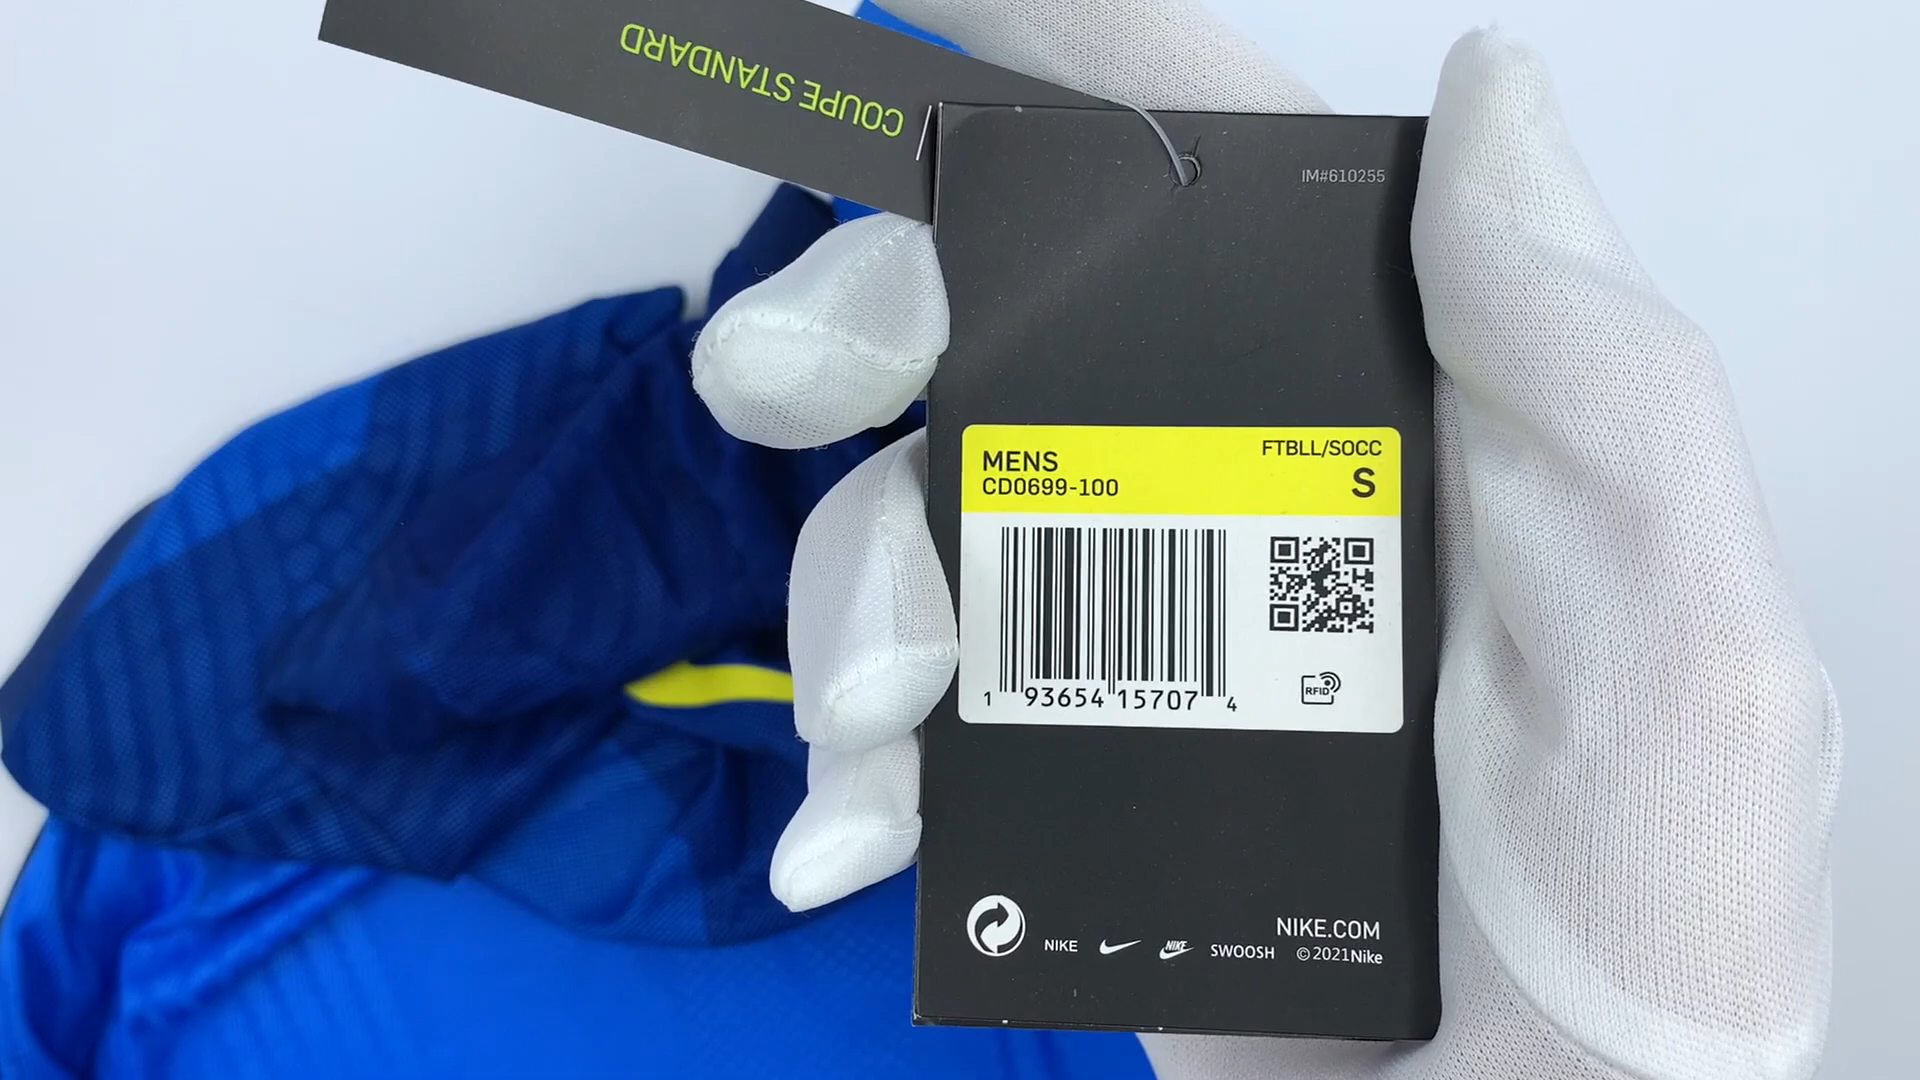 COUPE STANDARD
IM#610255
MENS
FTBLL/SOCC
CD0699-100
S
1 93654 15707 4
RFID
NIKE.COM
NIKE NIKE SWOOSH ©2021Nike